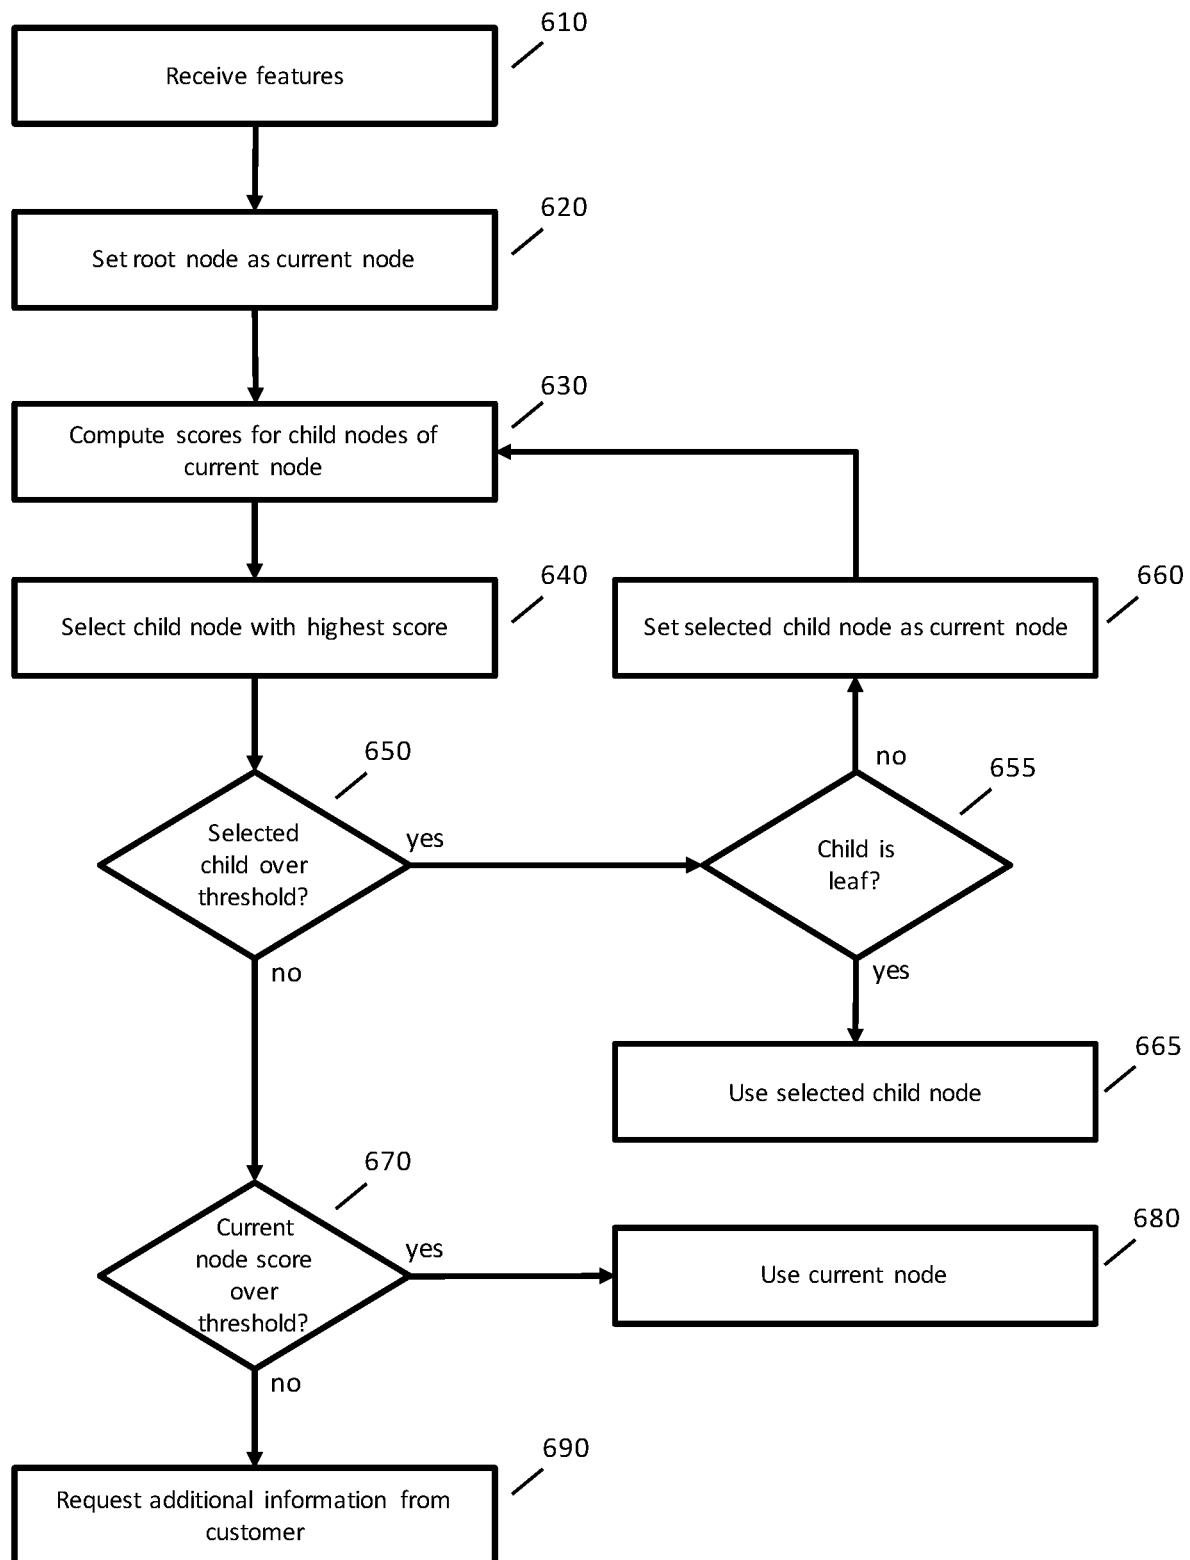 610
Receive features
620
Set root node as current node
630
Compute scores for child nodes of
current node
640
Select child node with highest score
660
Set selected child node as current node
650
Selected
child over
threshold?
yes
no
655
no
Child is
leaf?
yes
665
Use selected child node
670
Current
node score
over
threshold?
yes
no
680
Use current node
690
Request additional information from
customer